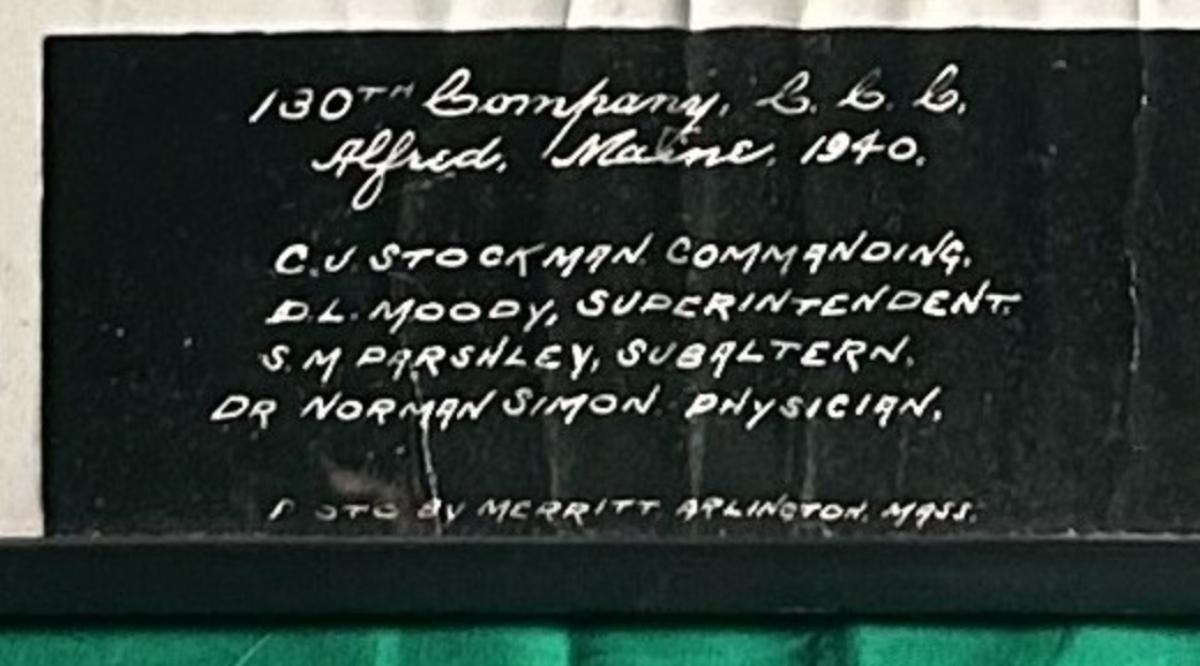 130TH Company, C. C. C.
Alfred, Maine. 1940.
C. J. STOCKMAN. COMMANDING.
D. L. MOODY, SUPERINTENDENT.
S. M PARSHLEY, SUBALTERN.
DR NORMAN SIMON. PHYSICIAN.
P OTO BY MERRITT ARLINGTON, MASS.